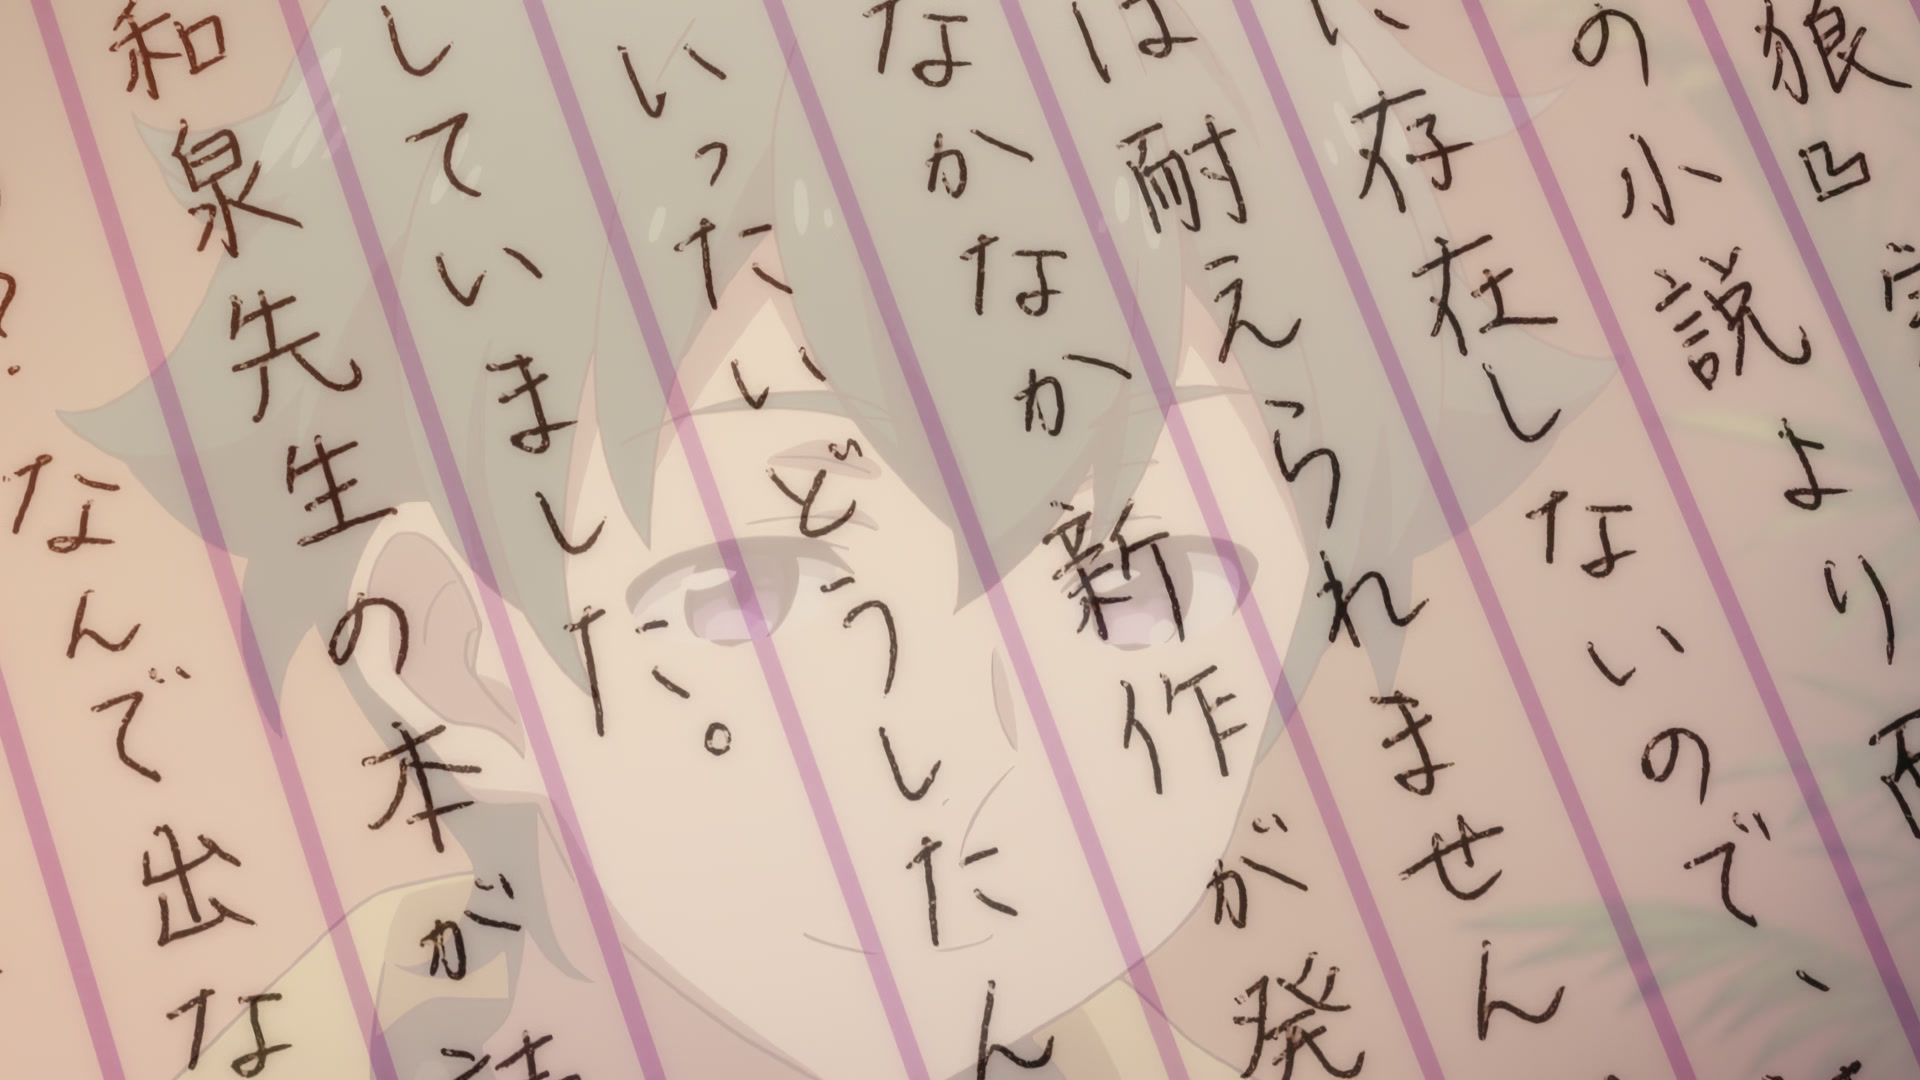 狼』
の小説より
存在しないので、
は耐えられません
なかなか新作が発
いったいどうしたん
していました。
和泉先生の本が
？なんで出な